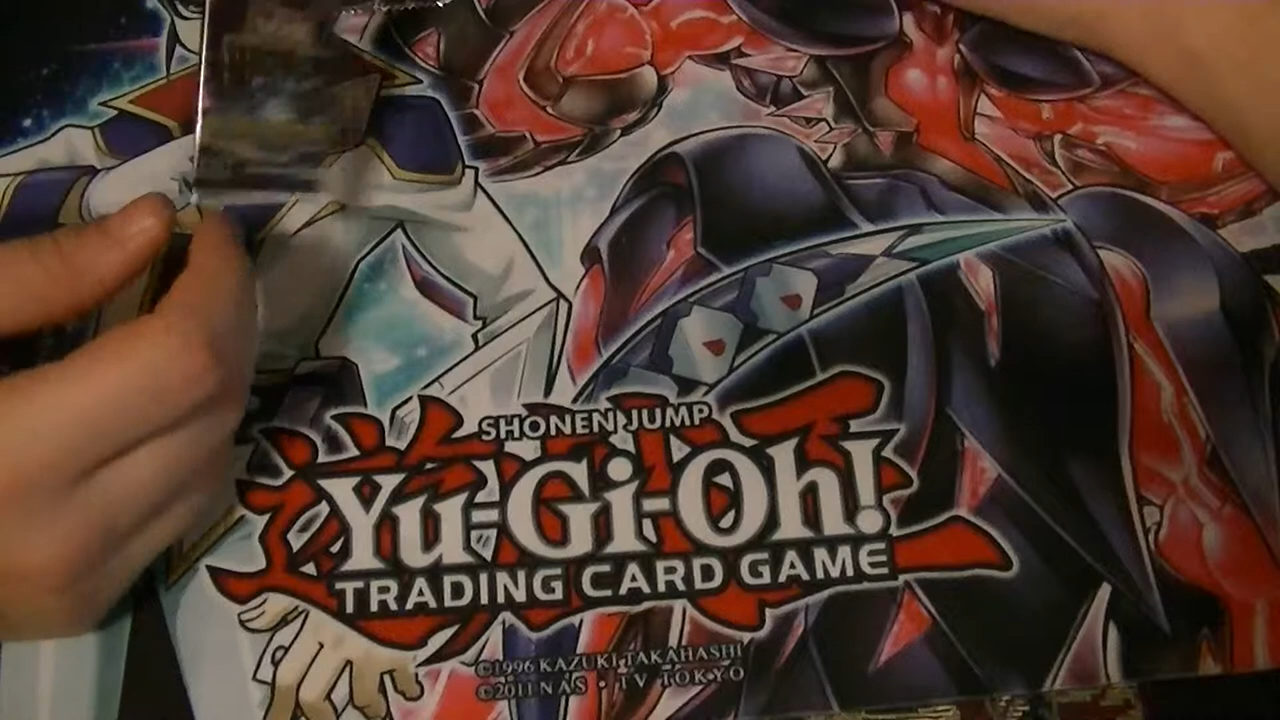 SHONEN JUMP
Yu-Gi-Oh!
TRADING CARD GAME
©1996 KAZUKI TAKAHASHI
©2011 NAS • TV TOKYO